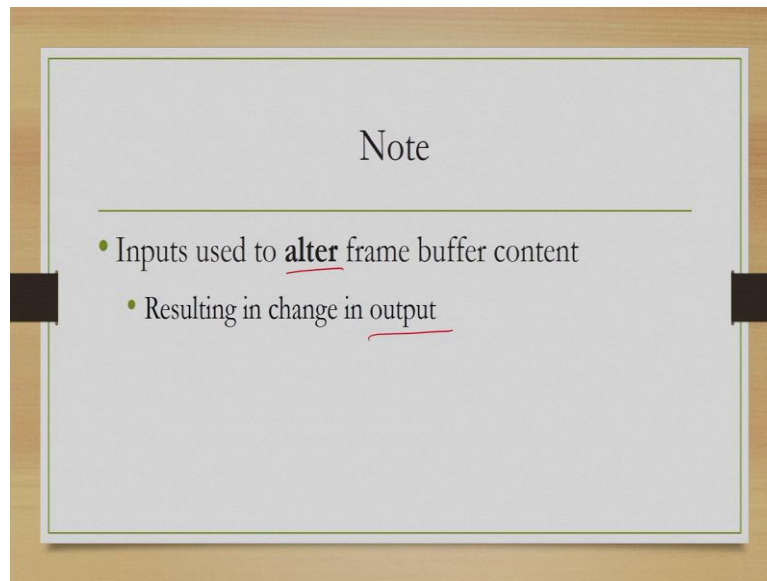 Note
• Inputs used to alter frame buffer content
• Resulting in change in output